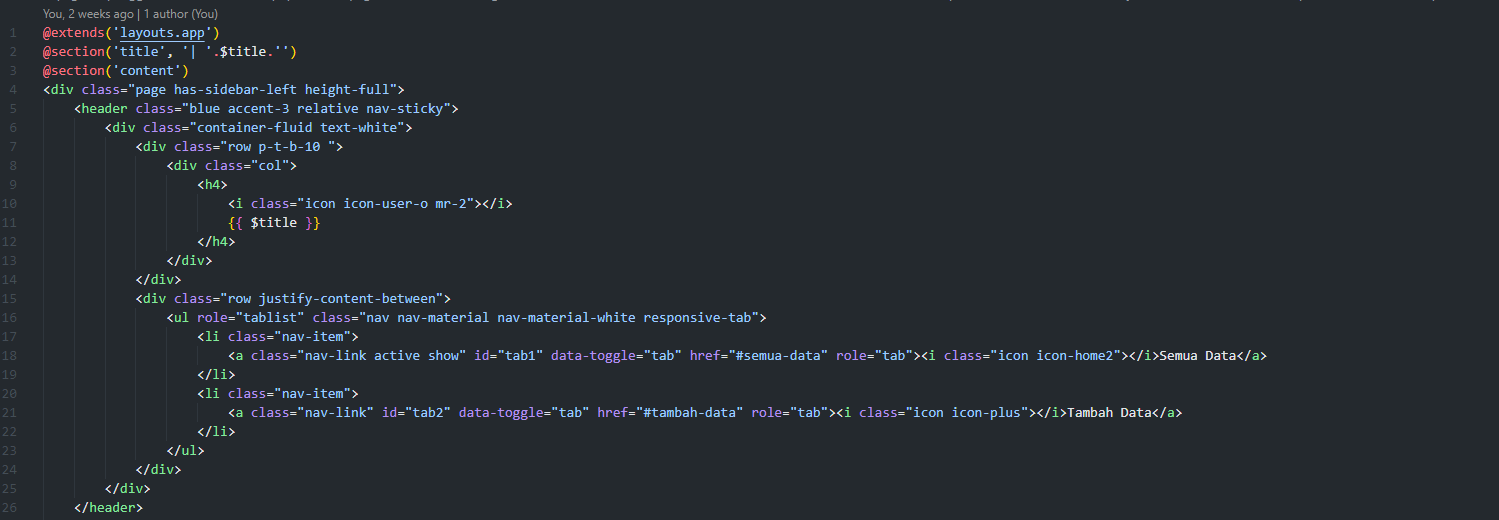 You, 2 weeks ago | 1 author (You)
1 @extends('layouts.app')
2 @section('title', '| '.$title.'')
3 @section('content')
4 <div class="page has-sidebar-left height-full">
5 <header class="blue accent-3 relative nav-sticky">
6 <div class="container-fluid text-white">
7 <div class="row p-t-b-10 ">
8 <div class="col">
9 <h4>
10 <i class="icon icon-user-o mr-2"></i>
11 {{ $title }}
12 </h4>
13 </div>
14 </div>
15 <div class="row justify-content-between">
16 <ul role="tablist" class="nav nav-material nav-material-white responsive-tab">
17 <li class="nav-item">
18 <a class="nav-link active show" id="tab1" data-toggle="tab" href="#semua-data" role="tab"><i class="icon icon-home2"></i>Semua Data</a>
19 </li>
20 <li class="nav-item">
21 <a class="nav-link" id="tab2" data-toggle="tab" href="#tambah-data" role="tab"><i class="icon icon-plus"></i>Tambah Data</a>
22 </li>
23 </ul>
24 </div>
25 </div>
26 </header>